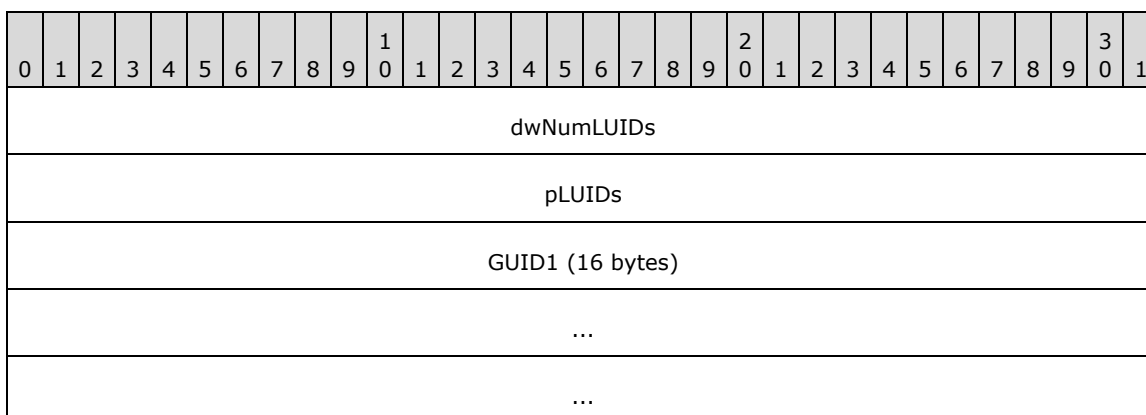 1 2 3
0 1 2 3 4 5 6 7 8 9 0 1 2 3 4 5 6 7 8 9 0 1 2 3 4 5 6 7 8 9 0 1
dwNumLUIDs
pLUIDs
GUID1 (16 bytes)
...
...